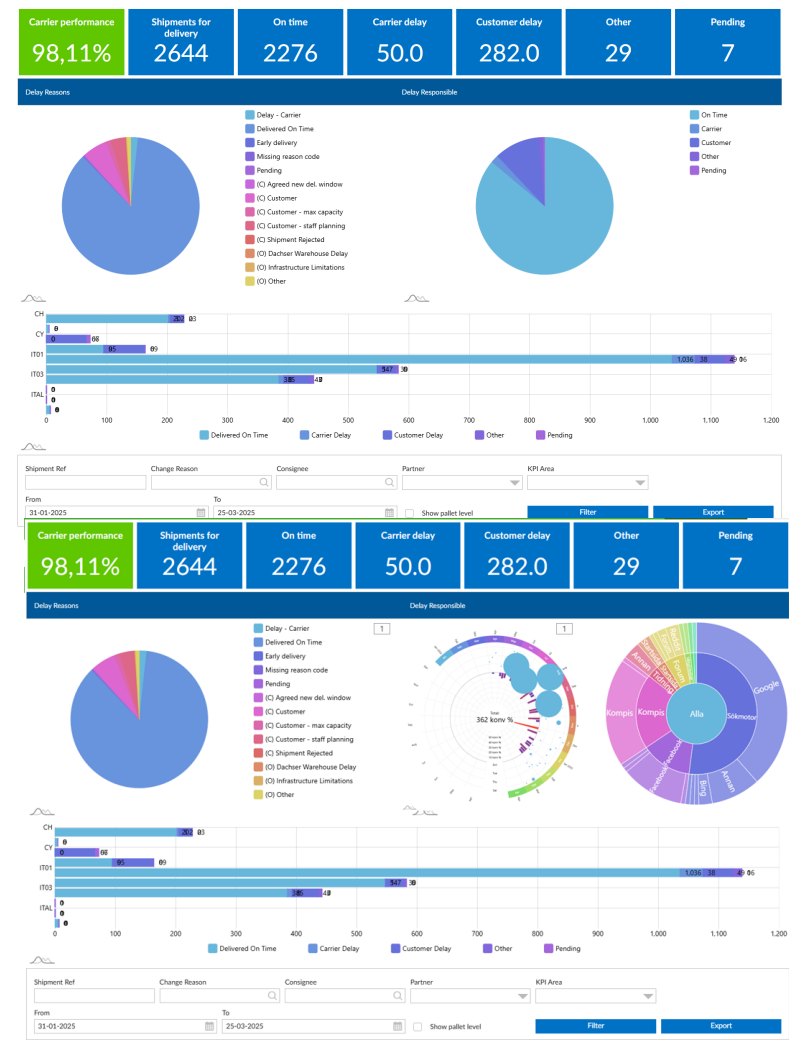 Carrier performance
98,11%
Shipments for
delivery
2644
On time
2276
Carrier delay
50.0
Customer delay
282.0
Other
29
Pending
7
Delay Reasons
Delay Responsible
Delay - Carrier
Delivered On Time
Early delivery
Missing reason code
Pending
(C) Agreed new del. window
(C) Customer
(C) Customer - max capacity
(C) Customer - staff planning
(C) Shipment Rejected
(O) Dachser Warehouse Delay
(O) Infrastructure Limitations
(O) Other
On Time
Carrier
Customer
Other
Pending
CH
CY
IT01
IT03
ITAL
1,036 38
0 100 200 300 400 500 600 700 800 900 1,000 1,100 1,200
Delivered On Time Carrier Delay Customer Delay Other Pending
Shipment Ref Change Reason Consignee Partner KPI Area
From To
31-01-2025 25-03-2025 Show pallet level Filter Export
Carrier performance
98,11%
Shipments for
delivery
2644
On time
2276
Carrier delay
50.0
Customer delay
282.0
Other
29
Pending
7
Delay Reasons
Delay Responsible
Delay - Carrier
Delivered On Time
Early delivery
Missing reason code
Pending
(C) Agreed new del. window
(C) Customer
(C) Customer - max capacity
(C) Customer - staff planning
(C) Shipment Rejected
(O) Dachser Warehouse Delay
(O) Infrastructure Limitations
(O) Other
1
1
362 konv %
Alla
Sökmotor
Google
Annan
Bing
Facebook
Facebook
Kompis
Kompis
Annan
Tidning
Startsida
Forum
Reddit
CH
CY
IT01
IT03
ITAL
1,036 38
0 100 200 300 400 500 600 700 800 900 1,000 1,100 1,200
Delivered On Time Carrier Delay Customer Delay Other Pending
Shipment Ref Change Reason Consignee Partner KPI Area
From To
31-01-2025 25-03-2025 Show pallet level Filter Export